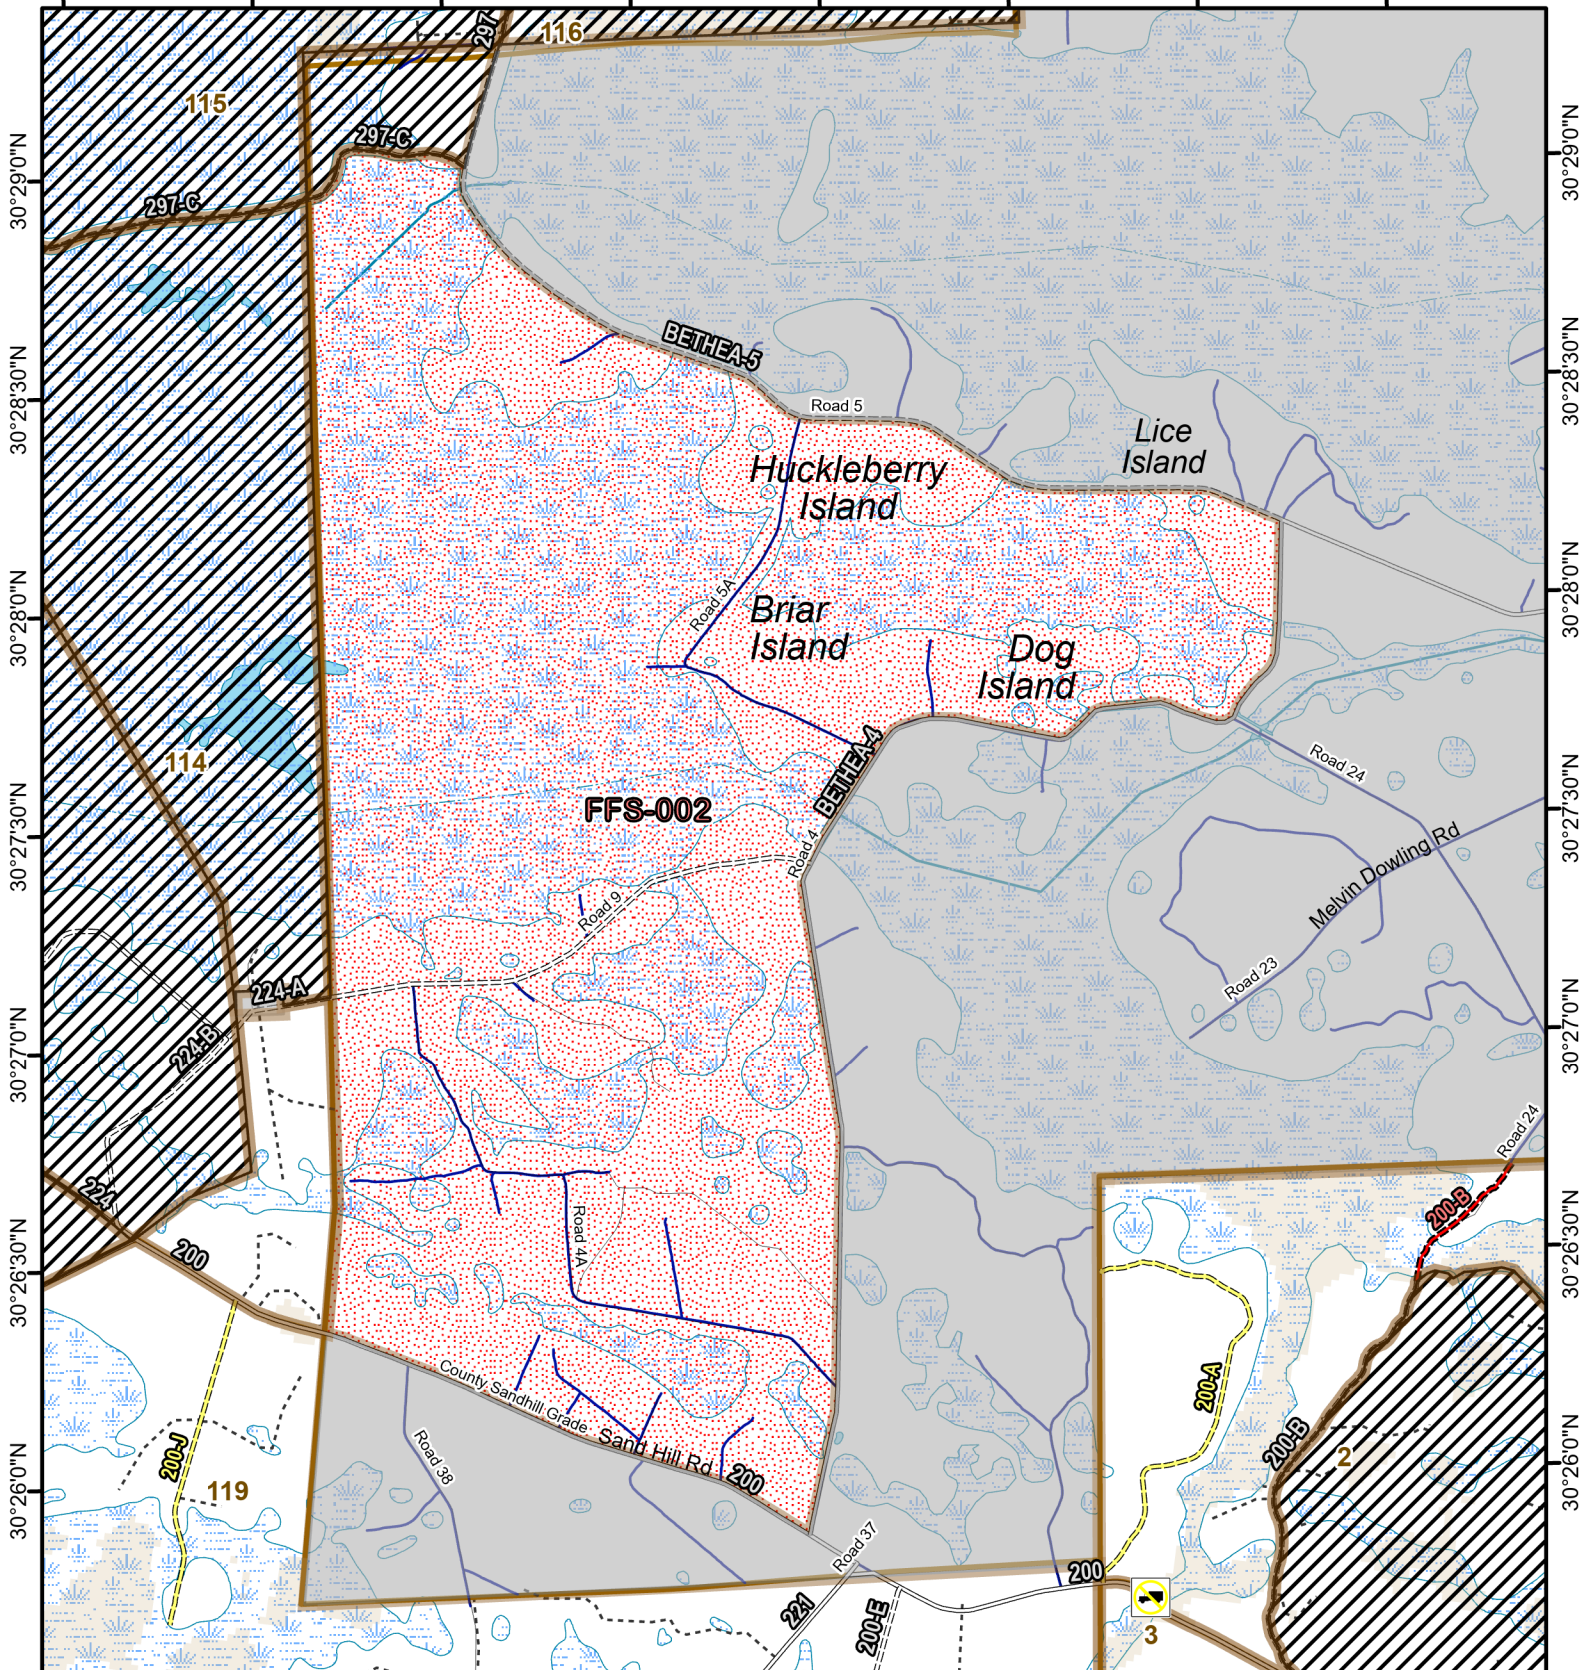 297
116
115
297-C
297-C
30°29'0"N
30°29'0"N
BETHEA-5
30°28'30"N
30°28'30"N
Road 5
Lice
Island
Huckleberry
Island
Road 5A
Briar
Island
Dog
Island
30°28'0"N
30°28'0"N
114
FFS-002
BETHEA-4
Road 4
Road 24
30°27'30"N
30°27'30"N
Melvin Dowling Rd
Road 9
Road 23
224-A
224-B
30°27'0"N
30°27'0"N
Road 24
224
200
Road 4A
200-B
30°26'30"N
30°26'30"N
County Sandhill Grade
Sand Hill Rd
200
Road 38
200-J
119
200-A
200-B
2
30°26'0"N
30°26'0"N
Road 37
200
221
200-E
3